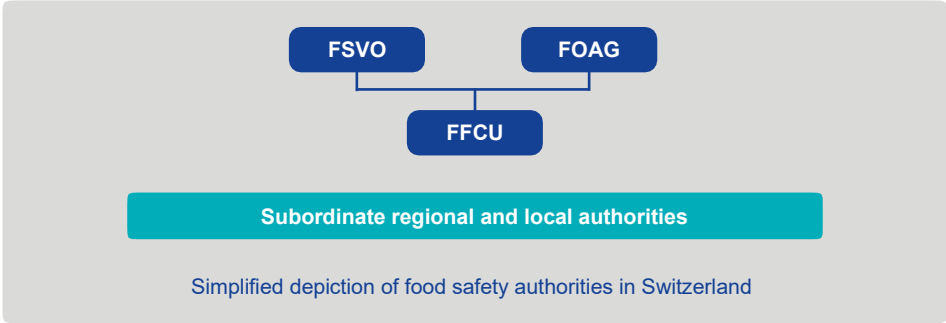 FSVO
FOAG
FFCU
Subordinate regional and local authorities
Simplified depiction of food safety authorities in Switzerland